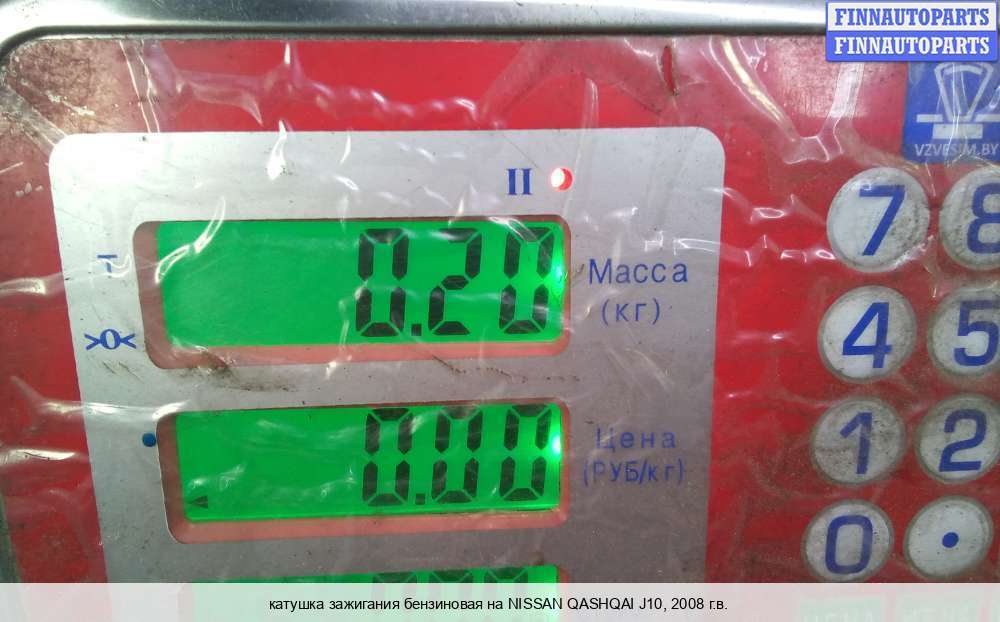 FINNAUTOPARTS
FINNAUTOPARTS
VZVESIM.BY
II
T
0.20
Масса
(кг)
>0<
0.00
Цена
(РУБ/кг)
7 8
4 5
1 2
0 .
катушка зажигания бензиновая на NISSAN QASHQAI J10, 2008 г.в.